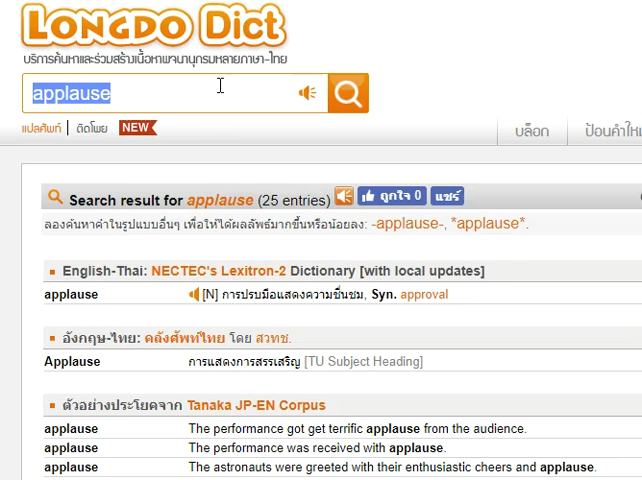 LONGDO Dict
บริการค้นหาและร่วมสร้างเนื้อหาพจนานุกรมหลายภาษา-ไทย
applause
แปลศัพท์ | ติดโพย NEW
บล็อก ป้อนคำให
Search result for applause (25 entries) ถูกใจ 0 แชร์
ลองค้นหาคำในรูปแบบอื่นๆ เพื่อให้ได้ผลลัพธ์มากขึ้นหรือน้อยลง: -applause-, *applause*.
English-Thai: NECTEC's Lexitron-2 Dictionary [with local updates]
applause [N] การปรบมือแสดงความชื่นชม, Syn. approval
อังกฤษ-ไทย: คลังศัพท์ไทย โดย สวทช.
Applause การแสดงการสรรเสริญ [TU Subject Heading]
ตัวอย่างประโยคจาก Tanaka JP-EN Corpus
applause The performance got get terrific applause from the audience.
applause The performance was received with applause.
applause The astronauts were greeted with their enthusiastic cheers and applause.